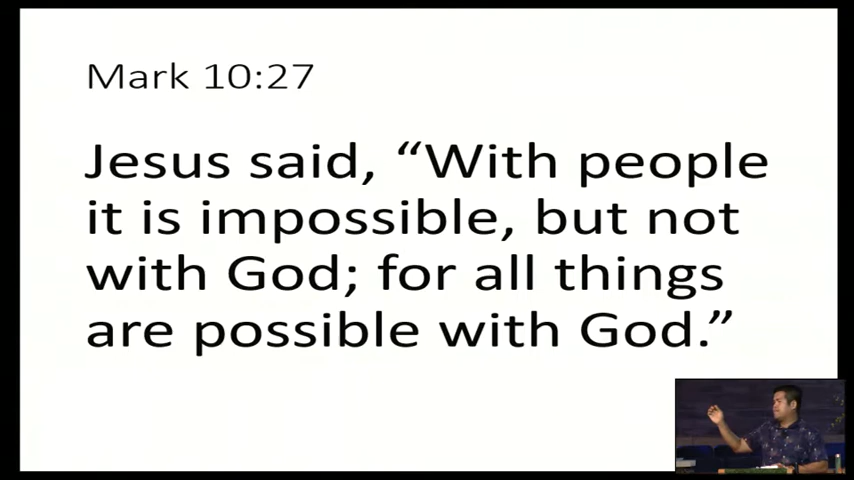 Mark 10:27
Jesus said, “With people
it is impossible, but not
with God; for all things
are possible with God.”